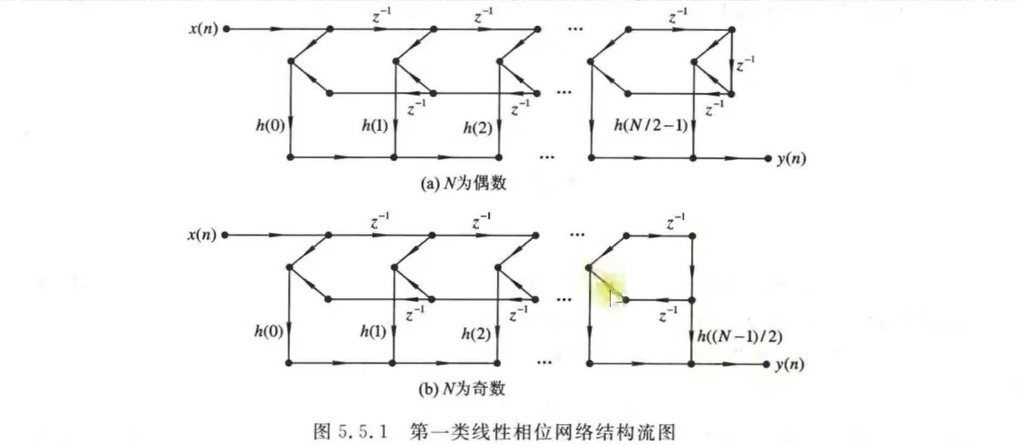 z⁻¹ z⁻¹ z⁻¹
x(n) ... 
z⁻¹
z⁻¹ z⁻¹ ... z⁻¹
h(0) h(1) h(2) h(N/2−1)
... y(n)
(a) N为偶数
z⁻¹ z⁻¹ z⁻¹
x(n) ...
z⁻¹ z⁻¹ ... z⁻¹
h(0) h(1) h(2) h((N−1)/2)
... y(n)
(b) N为奇数
图 5.5.1 第一类线性相位网络结构流图